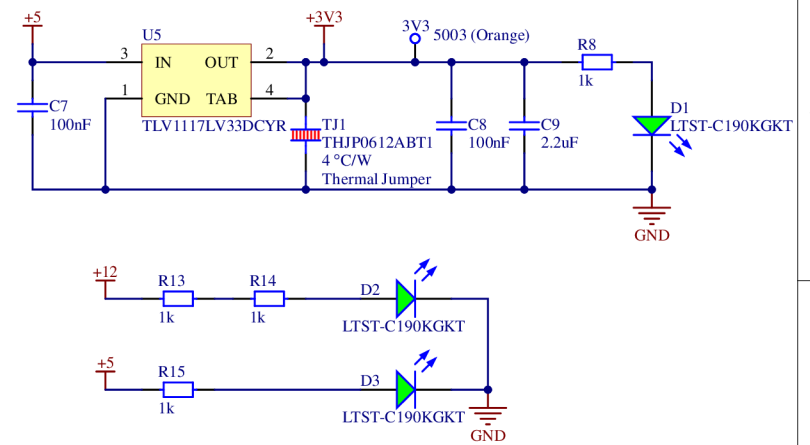 +5
U5
+3V3
3V3
5003 (Orange)
3
IN
OUT
2
1
GND
TAB
4
TLV1117LV33DCYR
C7
100nF
TJ1
THJP0612ABT1
4 °C/W
Thermal Jumper
C8
100nF
C9
2.2uF
R8
1k
D1
LTST-C190KGKT
GND
+12
R13
1k
R14
1k
D2
LTST-C190KGKT
+5
R15
1k
D3
LTST-C190KGKT
GND